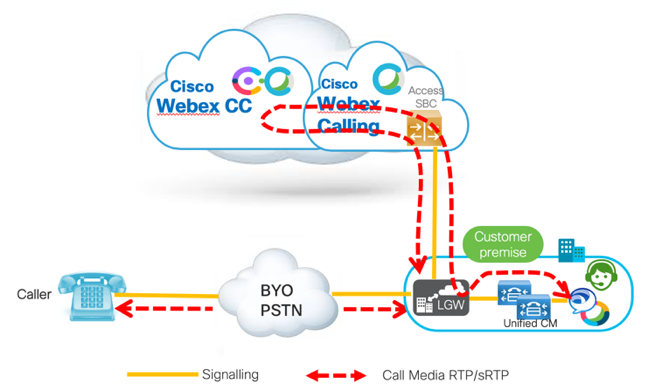 Cisco
Webex CC
Cisco
Webex
Calling
Access
SBC
Customer
premise
Caller
BYO
PSTN
LGW
Unified CM
Signalling
Call Media RTP/sRTP